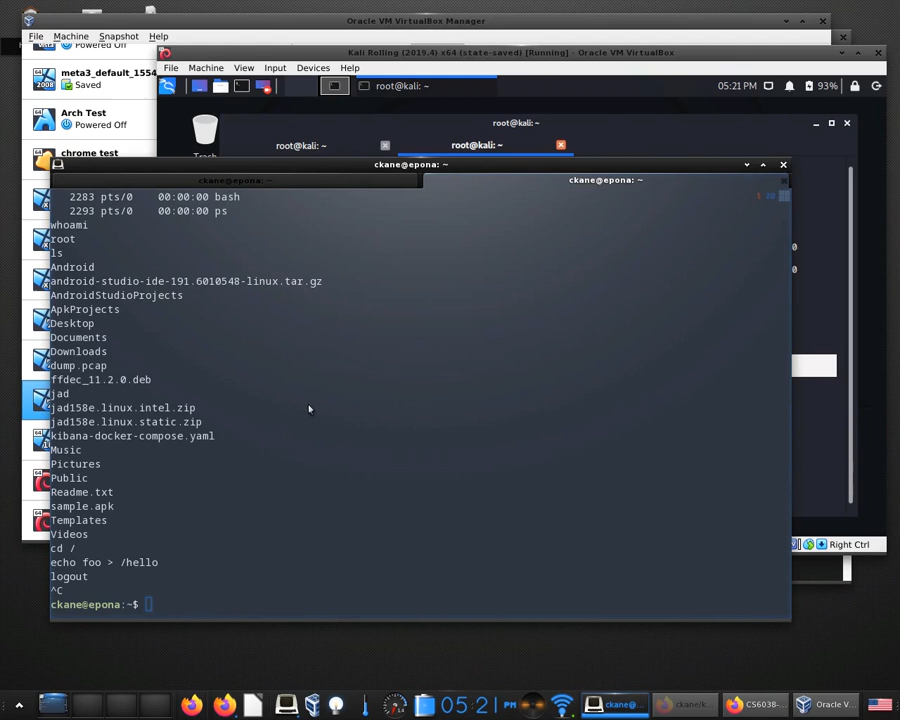 Oracle VM VirtualBox Manager
File Machine Snapshot Help
Powered Off
meta3_default_1554
Saved
Arch Test
Powered Off
chrome test
Kali Rolling (2019.4) x64 (state-saved) [Running] - Oracle VM VirtualBox
File Machine View Input Devices Help
root@kali: ~
05:21 PM
93%
root@kali: ~
root@kali: ~
root@kali: ~
Trash
ckane@epona: ~
ckane@epona: ~
ckane@epona: ~
2283 pts/0 00:00:00 bash
2293 pts/0 00:00:00 ps
whoami
root
ls
Android
android-studio-ide-191.6010548-linux.tar.gz
AndroidStudioProjects
ApkProjects
Desktop
Documents
Downloads
dump.pcap
ffdec_11.2.0.deb
jad
jad158e.linux.intel.zip
jad158e.linux.static.zip
kibana-docker-compose.yaml
Music
Pictures
Public
Readme.txt
sample.apk
Templates
Videos
cd /
echo foo > /hello
logout
^C
ckane@epona:~$
Right Ctrl
05:21 PM
ckane@...
ckane/k...
CS6038-...
Oracle V...